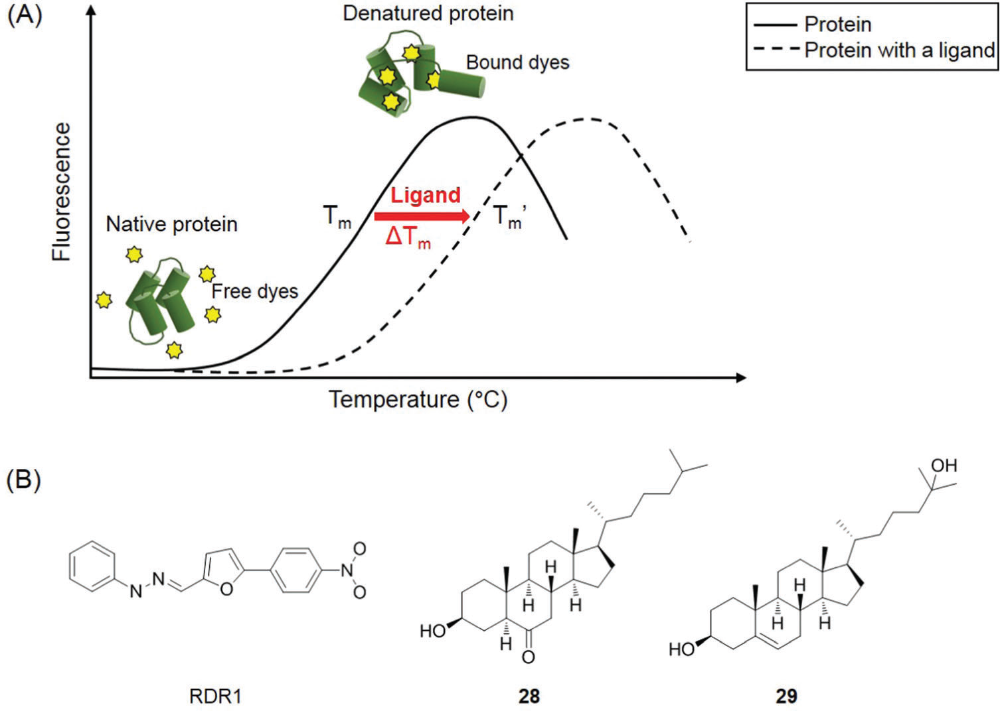 (A)
Denatured protein
Bound dyes
Protein
Protein with a ligand
Fluorescence
Native protein
Free dyes
Tm
Ligand
ΔTm
Tm’
Temperature (°C)
(B)
N
N
O
N
O
O
RDR1
HO
H
H
H
H
O
28
HO
H
H
H
OH
29